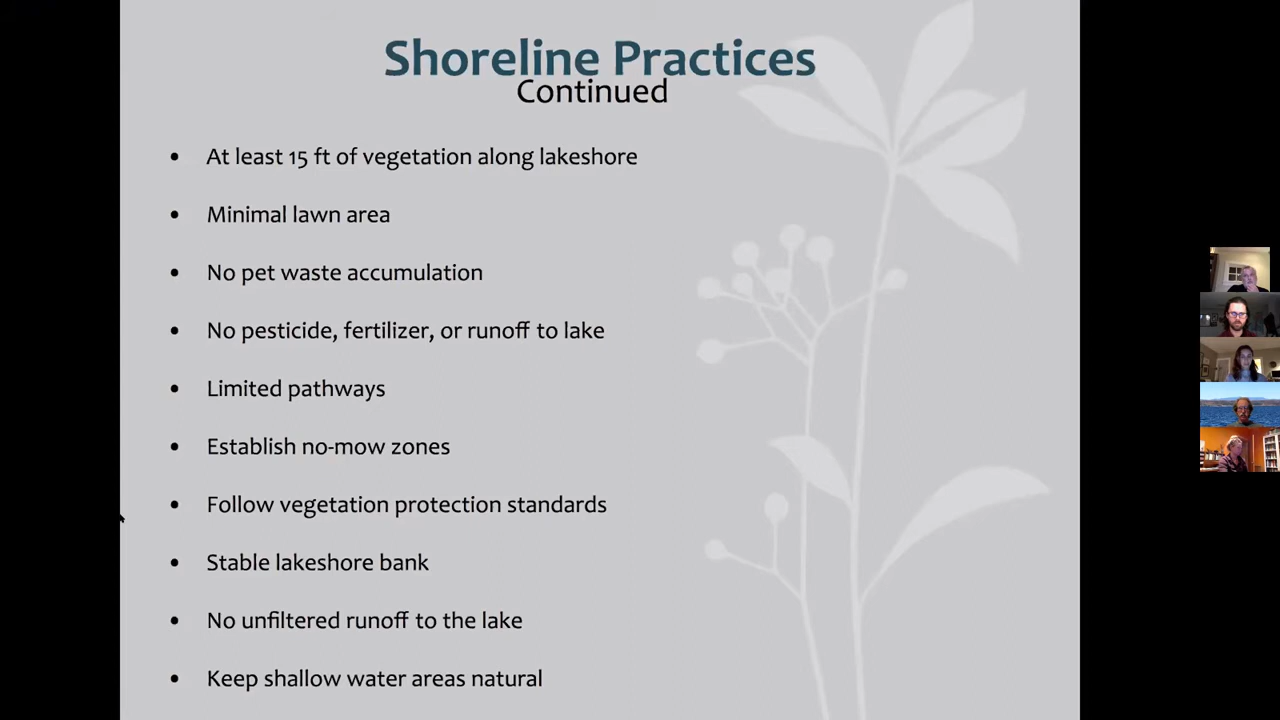 Shoreline Practices
Continued
• At least 15 ft of vegetation along lakeshore
• Minimal lawn area
• No pet waste accumulation
• No pesticide, fertilizer, or runoff to lake
• Limited pathways
• Establish no-mow zones
• Follow vegetation protection standards
• Stable lakeshore bank
• No unfiltered runoff to the lake
• Keep shallow water areas natural